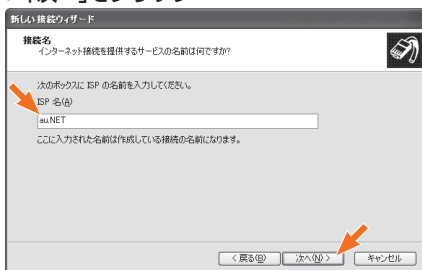 新しい接続ウィザード
接続名
インターネット接続を提供するサービスの名前は何ですか?
次のボックスに ISP の名前を入力してください。
ISP 名(A)
au.NET
ここに入力された名前は作成している接続の名前になります。
< 戻る(B)
次へ(N) >
キャンセル